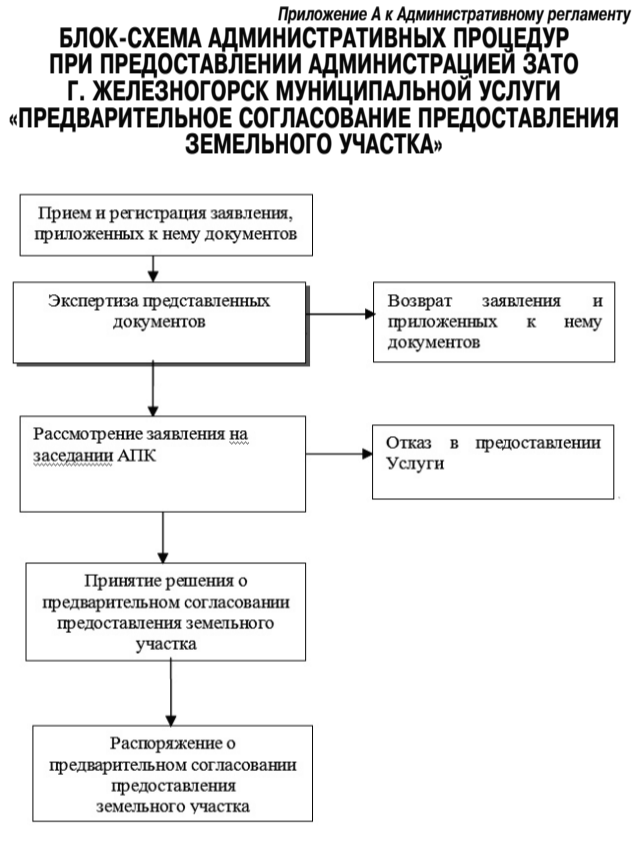 Приложение А к Административному регламенту
БЛОК-СХЕМА АДМИНИСТРАТИВНЫХ ПРОЦЕДУР
ПРИ ПРЕДОСТАВЛЕНИИ АДМИНИСТРАЦИЕЙ ЗАТО
Г. ЖЕЛЕЗНОГОРСК МУНИЦИПАЛЬНОЙ УСЛУГИ
«ПРЕДВАРИТЕЛЬНОЕ СОГЛАСОВАНИЕ ПРЕДОСТАВЛЕНИЯ
ЗЕМЕЛЬНОГО УЧАСТКА»
Прием и регистрация заявления,
приложенных к нему документов
Экспертиза представленных
документов
Возврат заявления и
приложенных к нему
документов
Рассмотрение заявления на
заседании АПК
Отказ в предоставлении
Услуги
Принятие решения о
предварительном согласовании
предоставления земельного
участка
Распоряжение о
предварительном согласовании
предоставления
земельного участка